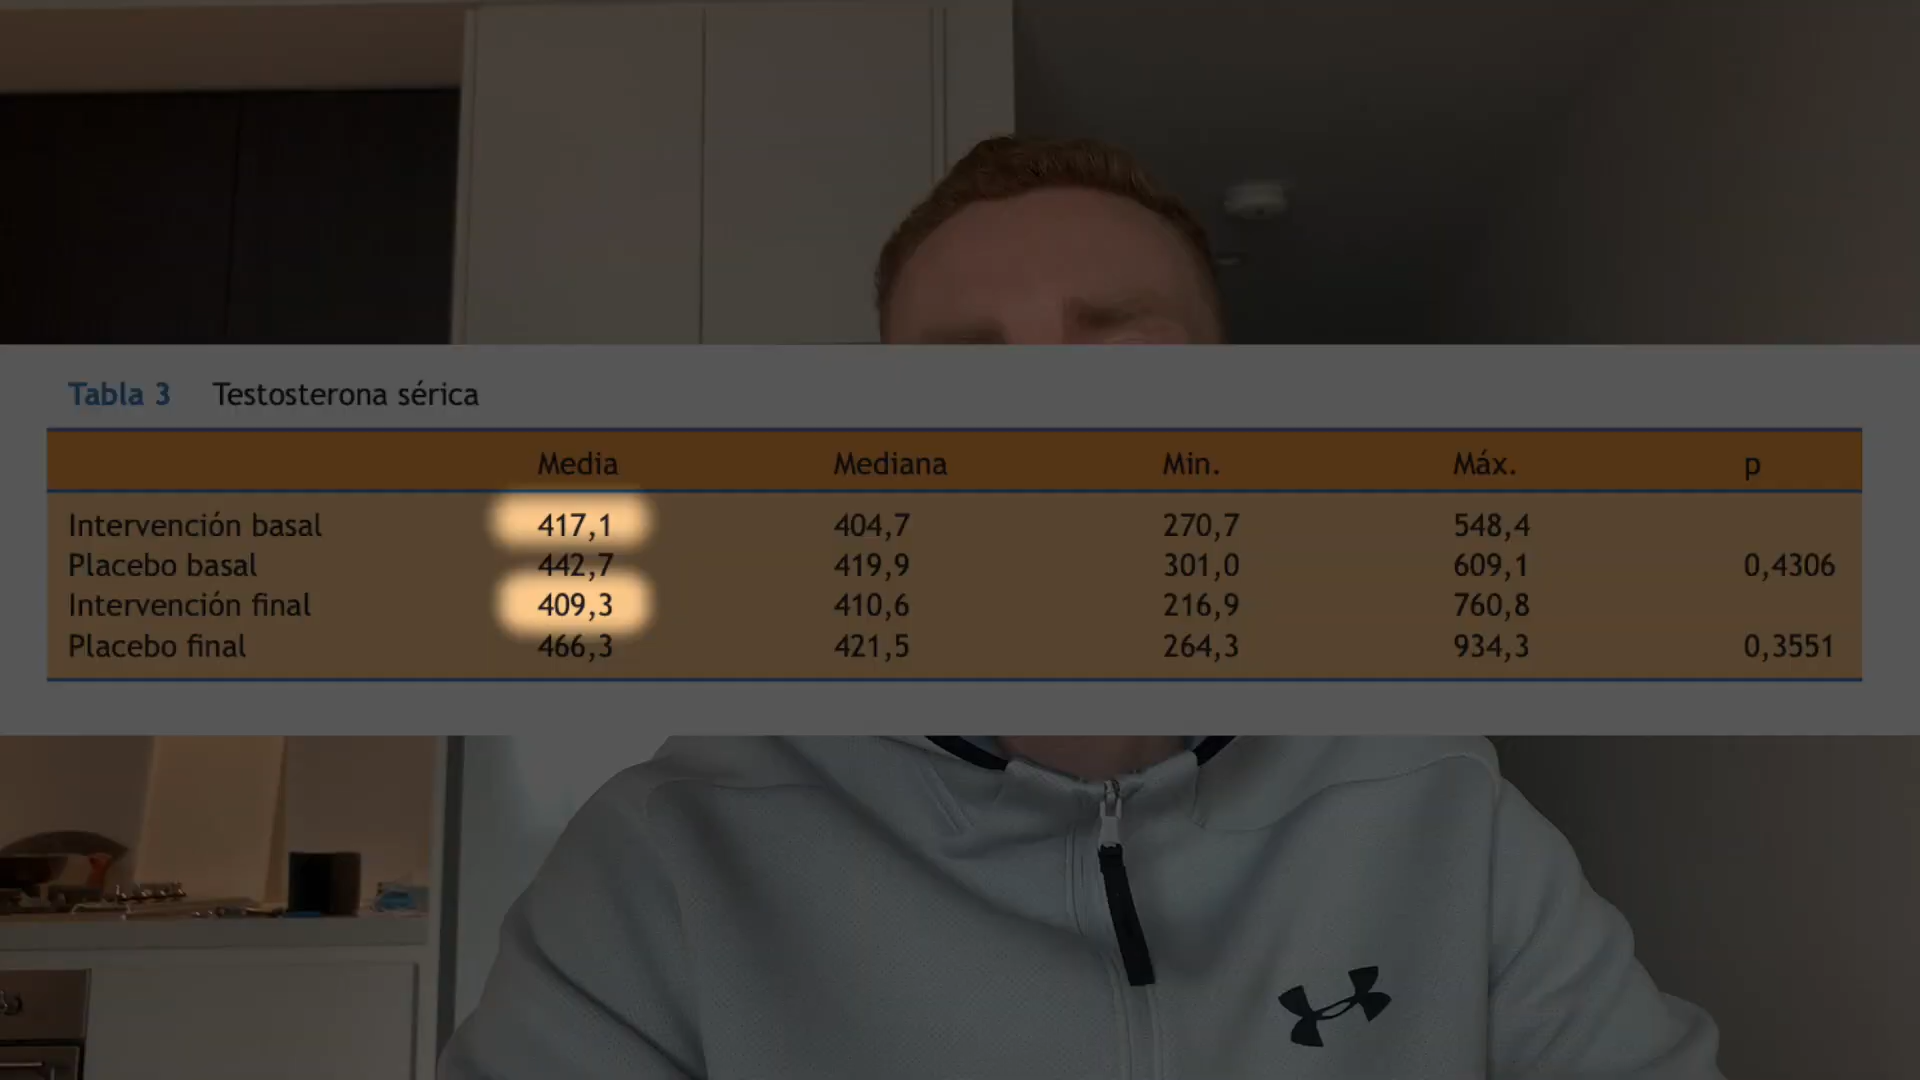 Tabla 3 Testosterona sérica
Media Mediana Min. Máx. p
Intervención basal 417,1 404,7 270,7 548,4
Placebo basal 442,7 419,9 301,0 609,1 0,4306
Intervención final 409,3 410,6 216,9 760,8
Placebo final 466,3 421,5 264,3 934,3 0,3551